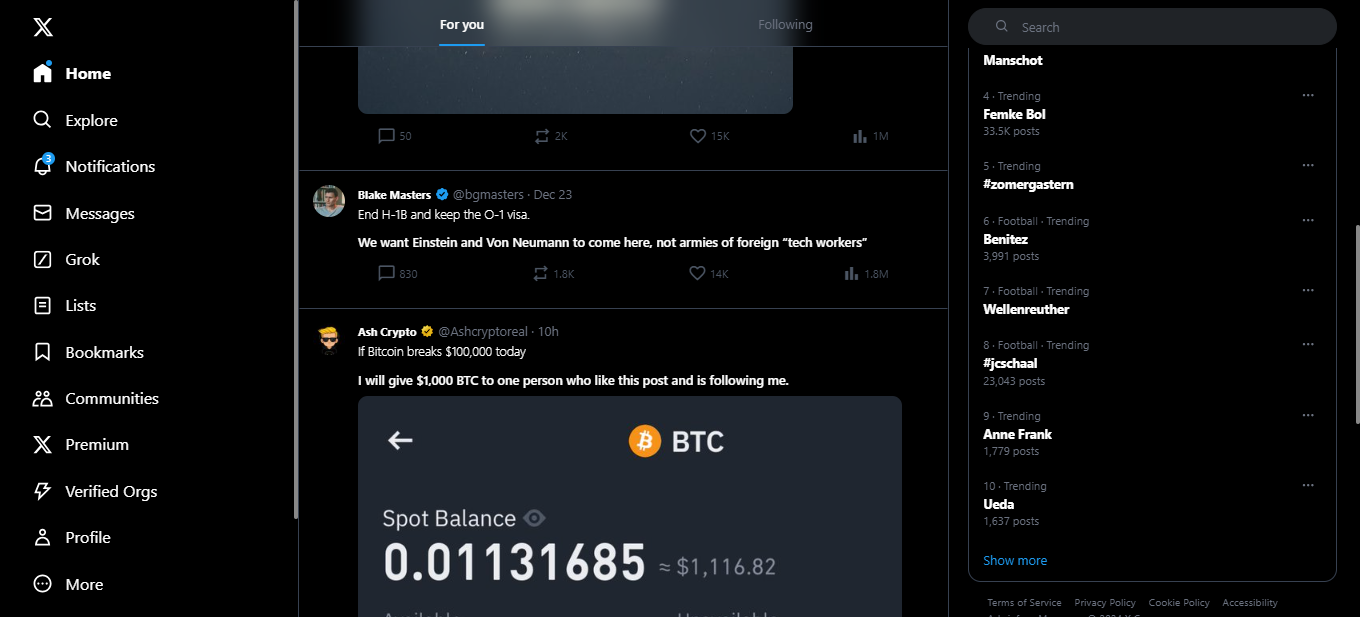 Home
Explore
3
Notifications
Messages
Grok
Lists
Bookmarks
Communities
Premium
Verified Orgs
Profile
More
For you
Following
50
2K
15K
1M
Blake Masters @bgmasters · Dec 23
End H-1B and keep the O-1 visa.
We want Einstein and Von Neumann to come here, not armies of foreign “tech workers”
830
1.8K
14K
1.8M
Ash Crypto @Ashcryptoreal · 10h
If Bitcoin breaks $100,000 today
I will give $1,000 BTC to one person who like this post and is following me.
BTC
Spot Balance
0.01131685 ≈ $1,116.82
Search
Manschot
4 · Trending
Femke Bol
33.5K posts
5 · Trending
#zomergastern
6 · Football · Trending
Benitez
3,991 posts
7 · Football · Trending
Wellenreuther
8 · Football · Trending
#jcschaal
23,043 posts
9 · Trending
Anne Frank
1,779 posts
10 · Trending
Ueda
1,637 posts
Show more
Terms of Service Privacy Policy Cookie Policy Accessibility